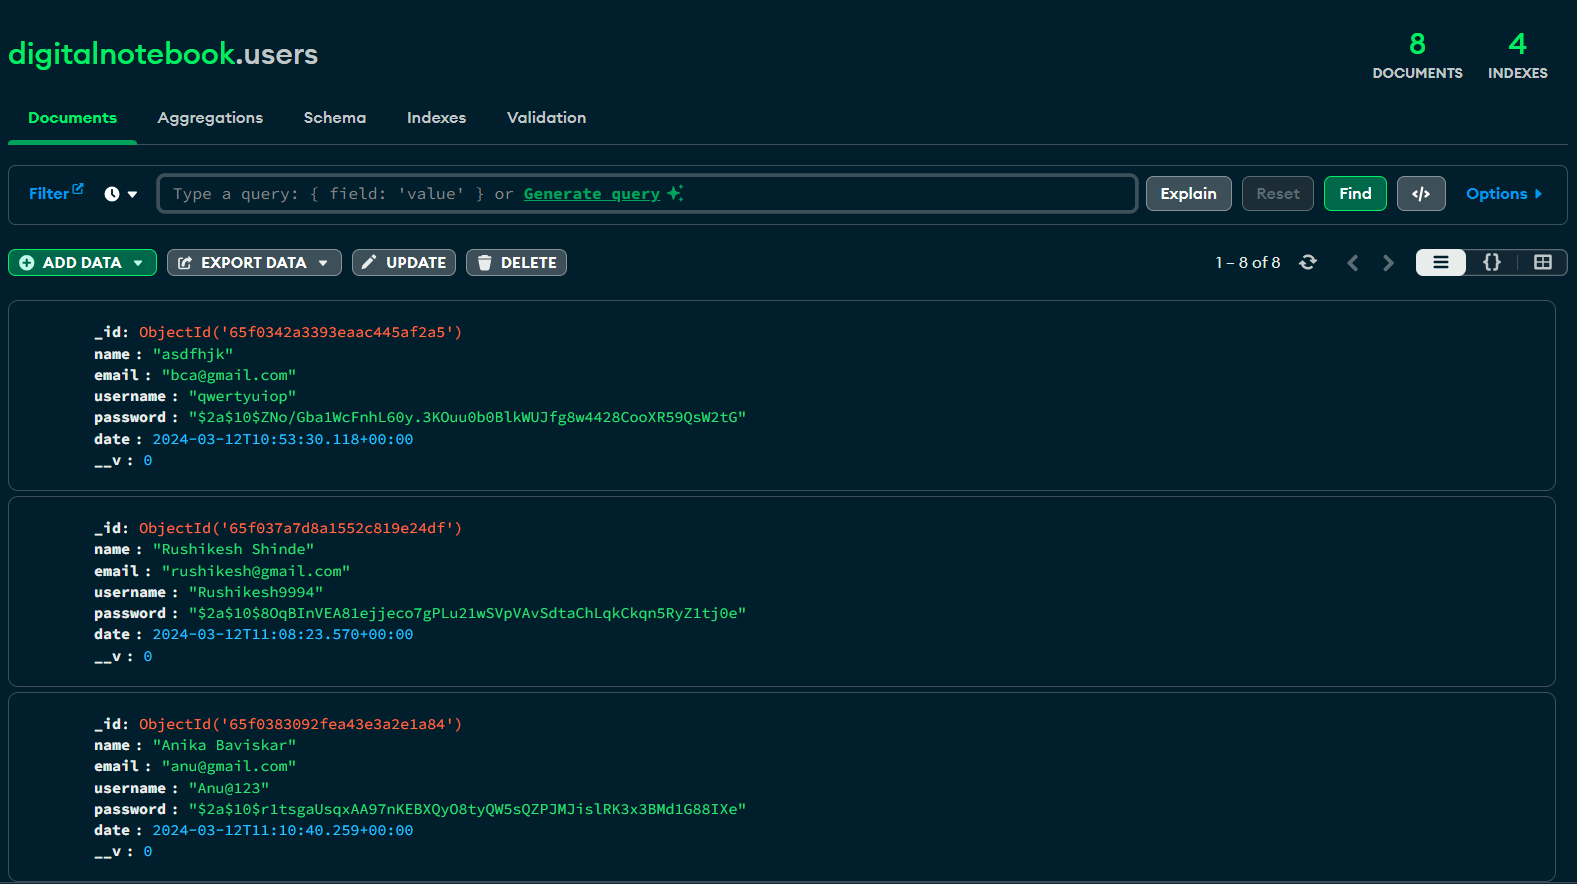 digitalnotebook.users
8
DOCUMENTS
4
INDEXES
Documents Aggregations Schema Indexes Validation
Filter Type a query: { field: 'value' } or Generate query Explain Reset Find </> Options
ADD DATA EXPORT DATA UPDATE DELETE 1 – 8 of 8 {}
_id: ObjectId('65f0342a3393eaac445af2a5')
name : "asdfhjk"
email : "bca@gmail.com"
username : "qwertyuiop"
password : "$2a$10$ZNo/Gba1WcFnhL60y.3KOuu0b0BlkWUJfg8w4428CooXR59QsW2tG"
date : 2024-03-12T10:53:30.118+00:00
__v : 0
_id: ObjectId('65f037a7d8a1552c819e24df')
name : "Rushikesh Shinde"
email : "rushikesh@gmail.com"
username : "Rushikesh9994"
password : "$2a$10$8OqBInVEA81ejjeco7gPLu21wSVpVAvSdtaChLqkCkqn5RyZ1tj0e"
date : 2024-03-12T11:08:23.570+00:00
__v : 0
_id: ObjectId('65f0383092fea43e3a2e1a84')
name : "Anika Baviskar"
email : "anu@gmail.com"
username : "Anu@123"
password : "$2a$10$r1tsgaUsqxAA97nKEBXQyO8tyQW5sQZPJMJislRK3x3BMd1G88IXe"
date : 2024-03-12T11:10:40.259+00:00
__v : 0